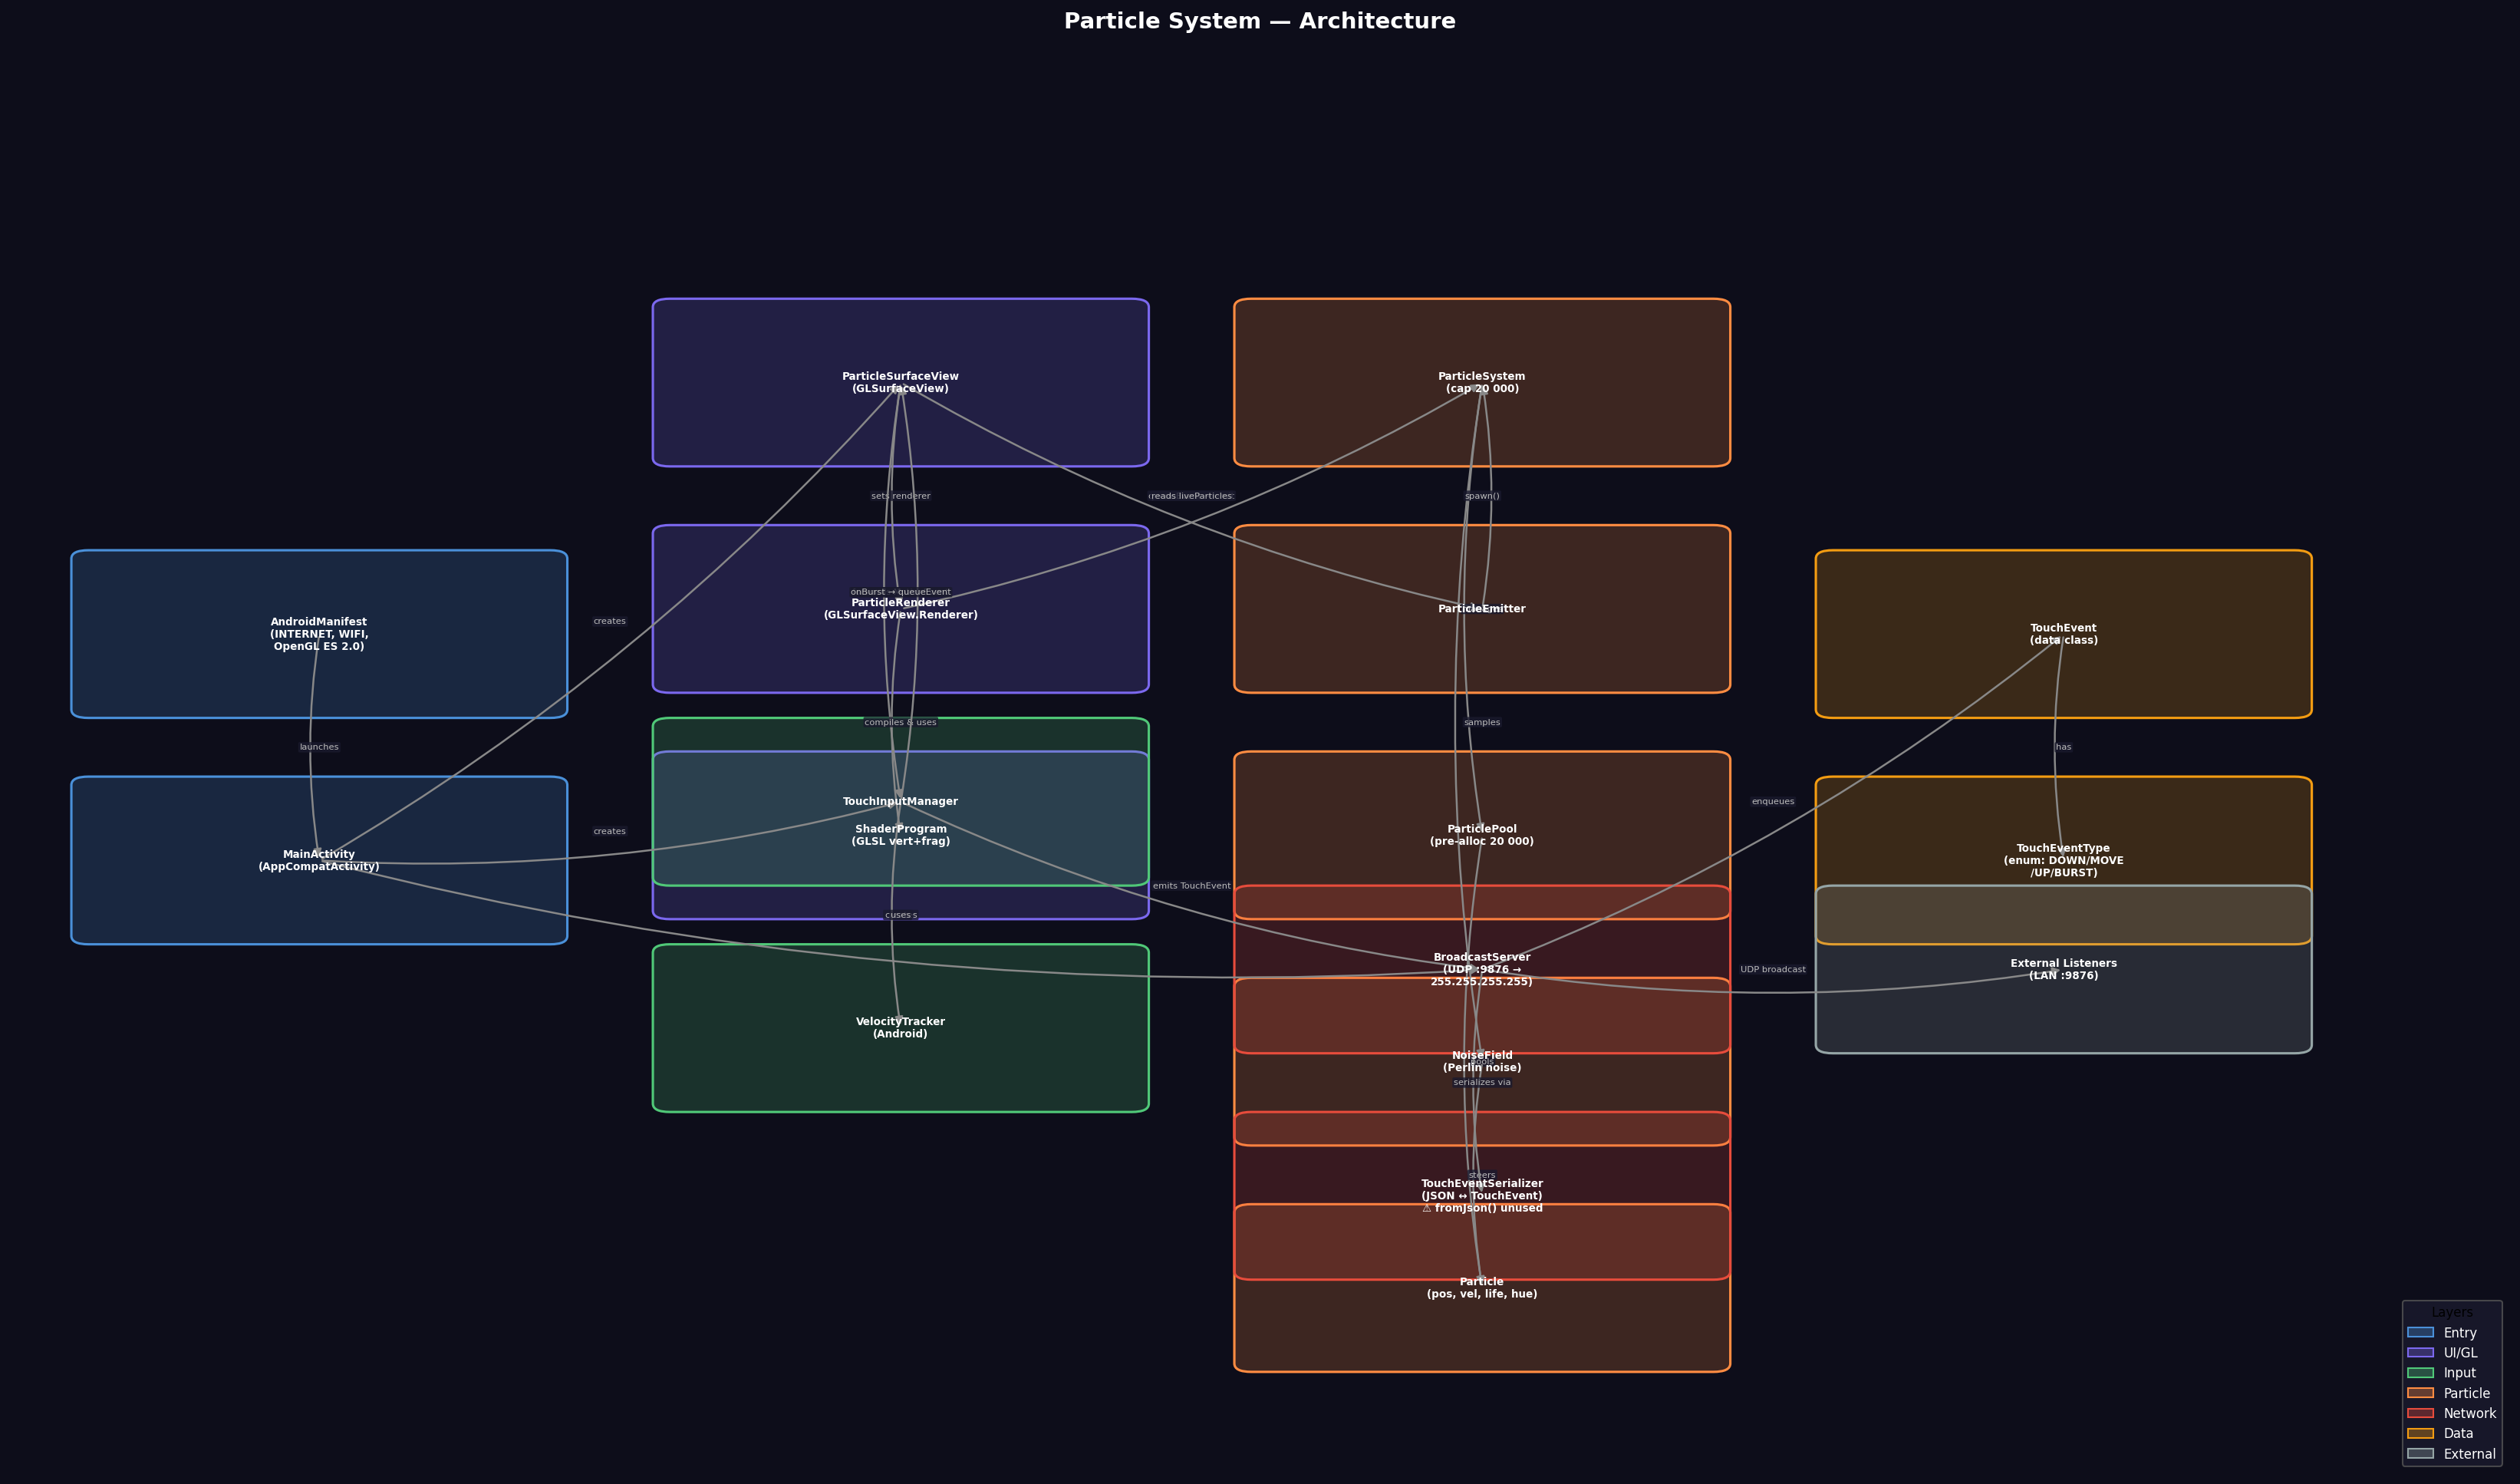 Particle System — Architecture
ParticleSurfaceView
(GLSurfaceView)
ParticleSystem
(cap 20 000)
sets renderer
reads liveParticles
spawn()
onBurst → queueEvent
ParticleRenderer
(GLSurfaceView.Renderer)
ParticleEmitter
creates
AndroidManifest
(INTERNET, WIFI,
OpenGL ES 2.0)
TouchEvent
(data class)
compiles & uses
samples
launches
has
TouchInputManager
enqueues
creates
ShaderProgram
(GLSL vert+frag)
ParticlePool
(pre-alloc 20 000)
MainActivity
(AppCompatActivity)
TouchEventType
(enum: DOWN/MOVE
/UP/BURST)
emits TouchEvent
uses
BroadcastServer
(UDP :9876 →
255.255.255.255)
UDP broadcast
External Listeners
(LAN :9876)
VelocityTracker
(Android)
NoiseField
(Perlin noise)
pools
serializes via
steers
TouchEventSerializer
(JSON ↔ TouchEvent)
⚠ fromJson() unused
Particle
(pos, vel, life, hue)
Layers
Entry
UI/GL
Input
Particle
Network
Data
External